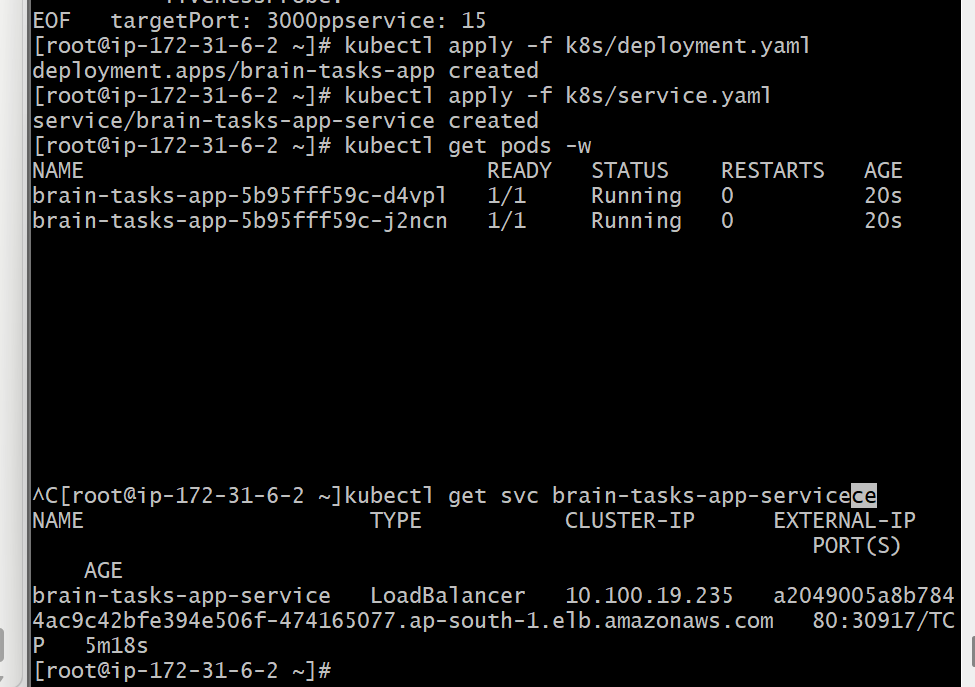 EOF   targetPort: 3000ppservice: 15
[root@ip-172-31-6-2 ~]# kubectl apply -f k8s/deployment.yaml
deployment.apps/brain-tasks-app created
[root@ip-172-31-6-2 ~]# kubectl apply -f k8s/service.yaml
service/brain-tasks-app-service created
[root@ip-172-31-6-2 ~]# kubectl get pods -w
NAME                               READY   STATUS    RESTARTS   AGE
brain-tasks-app-5b95fff59c-d4vpl   1/1     Running   0          20s
brain-tasks-app-5b95fff59c-j2ncn   1/1     Running   0          20s
^C[root@ip-172-31-6-2 ~]kubectl get svc brain-tasks-app-servicece
NAME                      TYPE           CLUSTER-IP      EXTERNAL-IP
                                                            PORT(S)
    AGE
brain-tasks-app-service   LoadBalancer   10.100.19.235   a2049005a8b784
4ac9c42bfe394e506f-474165077.ap-south-1.elb.amazonaws.com   80:30917/TC
P   5m18s
[root@ip-172-31-6-2 ~]#